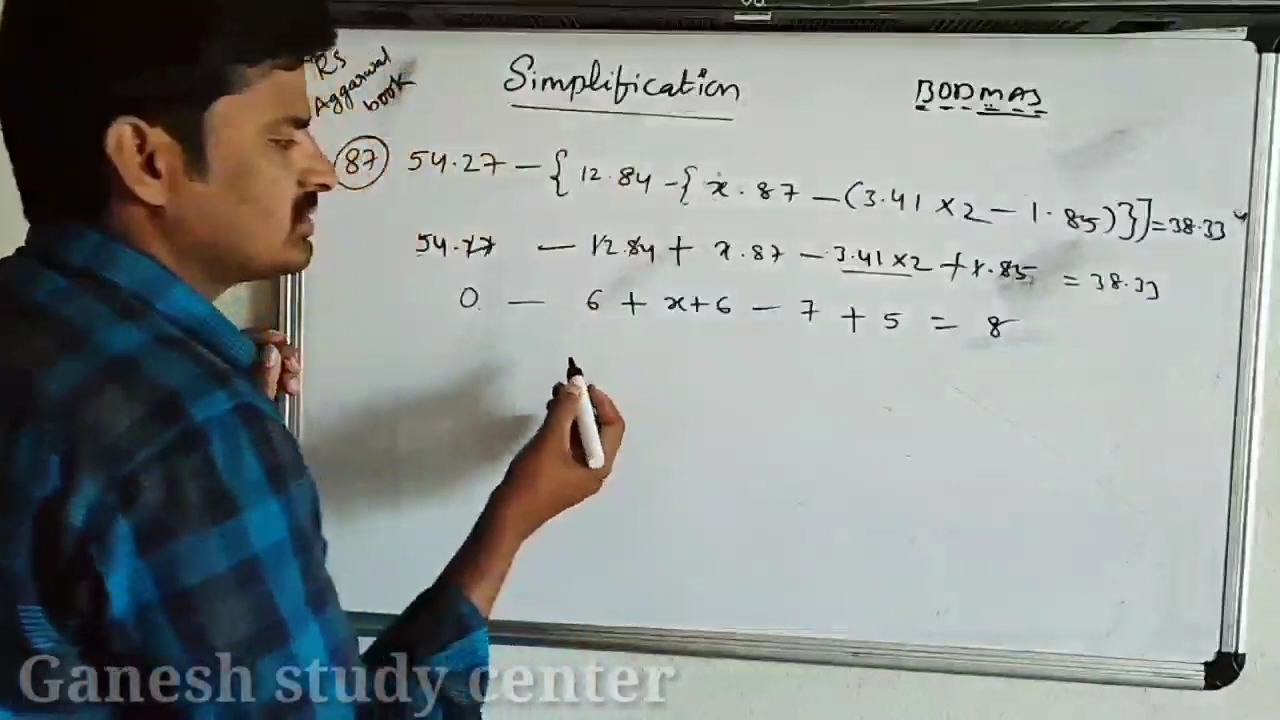 Rs
Aggarwal
book
Simplification
BODMAS
87 54.27 - { 12.84 - { x.87 - (3.41 × 2 - 1.85)}] = 38.33
54.27 - 12.84 + x.87 - 3.41 × 2 + 1.85 = 38.33
0 - 6 + x + 6 - 7 + 5 = 8
Ganesh study center